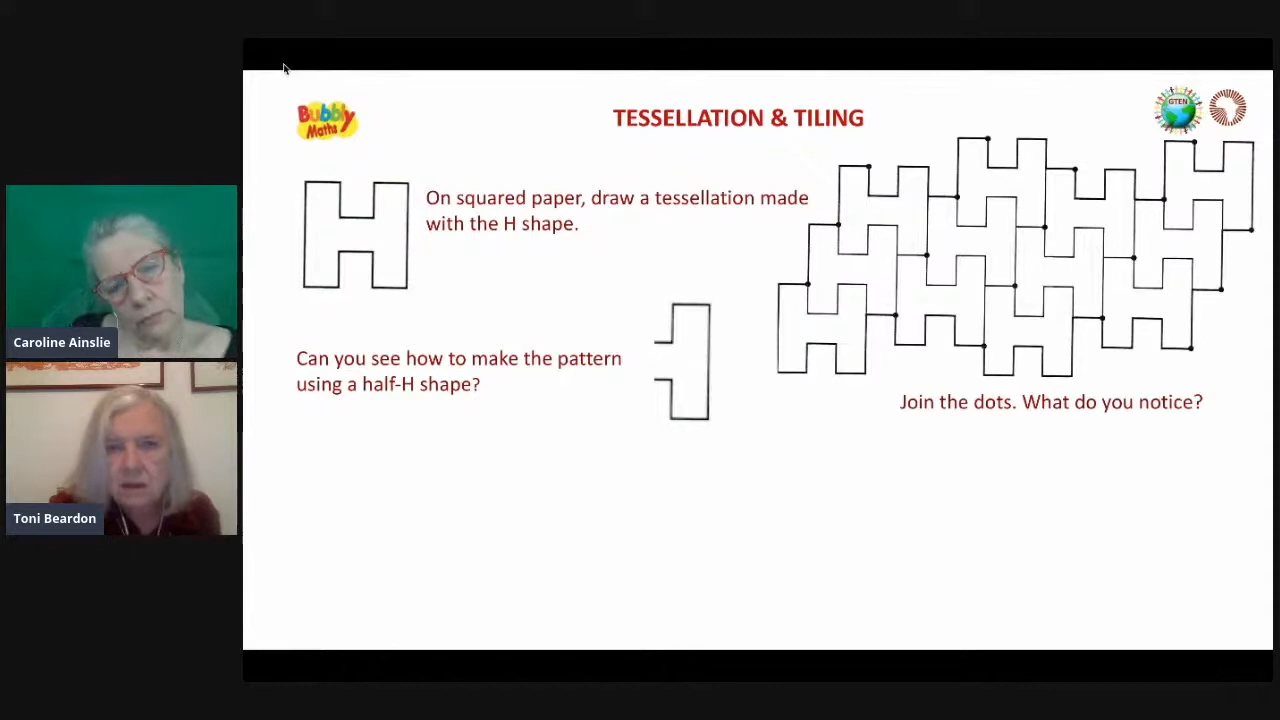 Bubbly
Maths
TESSELLATION & TILING
GTEN
On squared paper, draw a tessellation made
with the H shape.
Caroline Ainslie
Can you see how to make the pattern
using a half-H shape?
Join the dots. What do you notice?
Toni Beardon